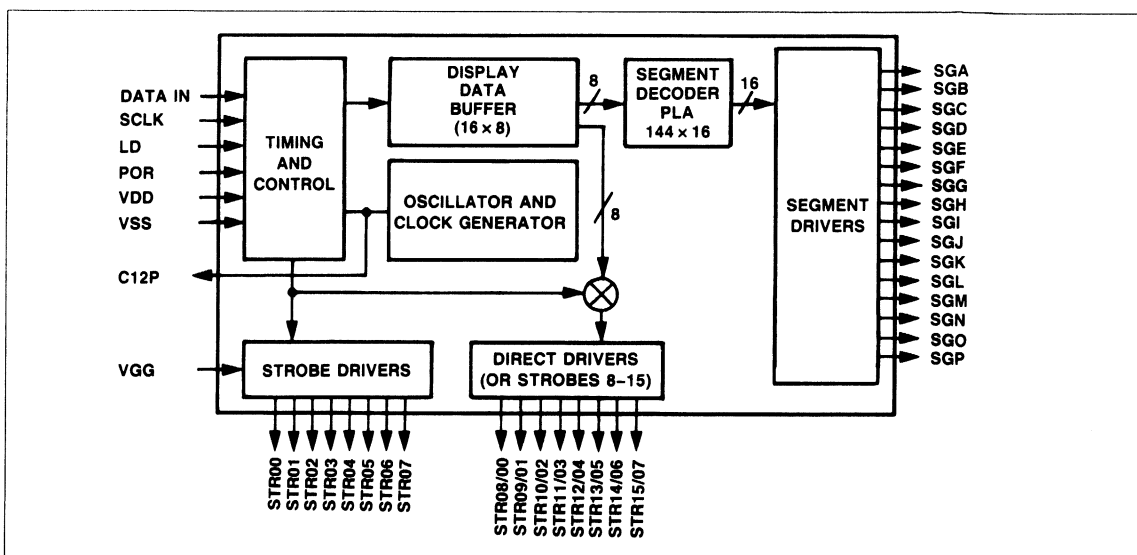 DATA IN
SCLK
LD
POR
VDD
VSS
C12P
VGG
TIMING
AND
CONTROL
DISPLAY
DATA
BUFFER
(16 × 8)
8
SEGMENT
DECODER
PLA
144 × 16
16
OSCILLATOR AND
CLOCK GENERATOR
8
SEGMENT
DRIVERS
SGA
SGB
SGC
SGD
SGE
SGF
SGG
SGH
SGI
SGJ
SGK
SGL
SGM
SGN
SGO
SGP
STROBE DRIVERS
DIRECT DRIVERS
(OR STROBES 8–15)
STR00
STR01
STR02
STR03
STR04
STR05
STR06
STR07
STR08/00
STR09/01
STR10/02
STR11/03
STR12/04
STR13/05
STR14/06
STR15/07